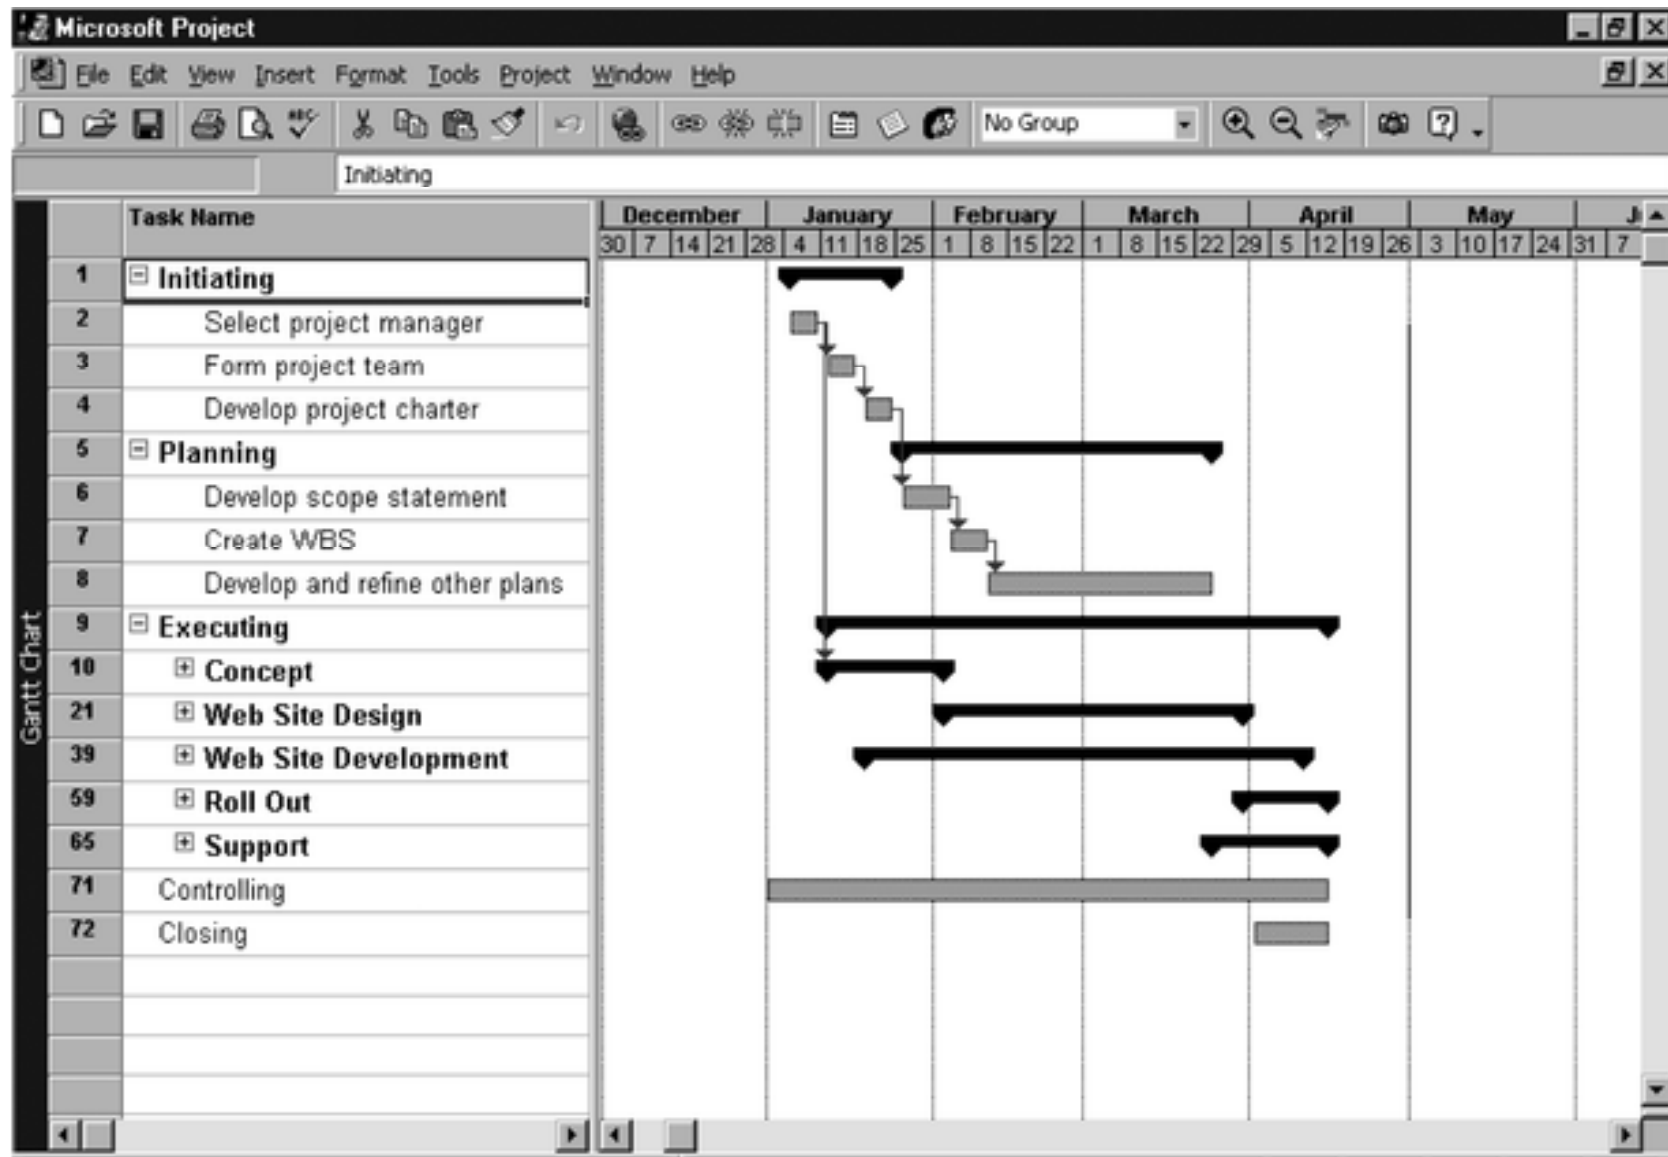 Microsoft Project
File Edit View Insert Format Tools Project Window Help
ABC No Group ?
Initiating
Task Name December January February March April May
30 7 14 21 28 4 11 18 25 1 8 15 22 1 8 15 22 29 5 12 19 26 3 10 17 24 31 7
1 Initiating
2 Select project manager
3 Form project team
4 Develop project charter
5 Planning
6 Develop scope statement
7 Create WBS
8 Develop and refine other plans
9 Executing
10 Concept
21 Web Site Design
39 Web Site Development
59 Roll Out
65 Support
71 Controlling
72 Closing
Gantt Chart